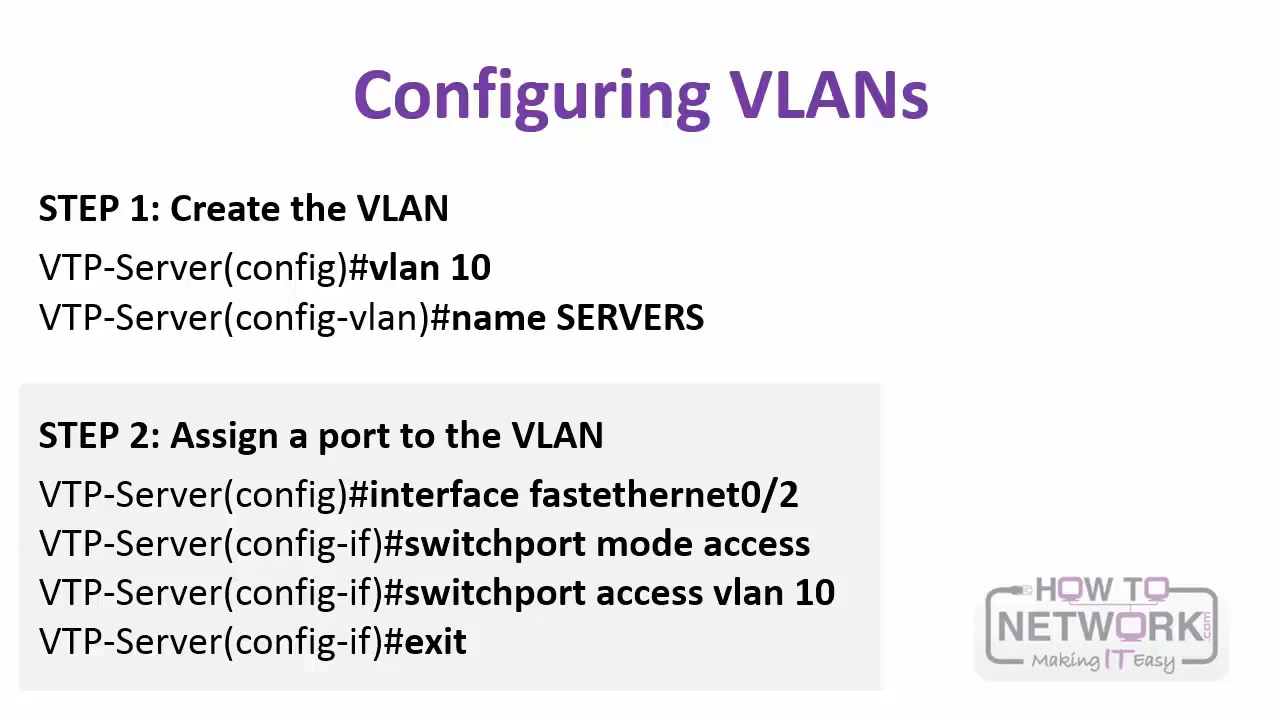 Configuring VLANs
STEP 1: Create the VLAN
VTP-Server(config)#vlan 10
VTP-Server(config-vlan)#name SERVERS
STEP 2: Assign a port to the VLAN
VTP-Server(config)#interface fastethernet0/2
VTP-Server(config-if)#switchport mode access
VTP-Server(config-if)#switchport access vlan 10
VTP-Server(config-if)#exit
HOW TO
NETWORK.com
Making IT Easy